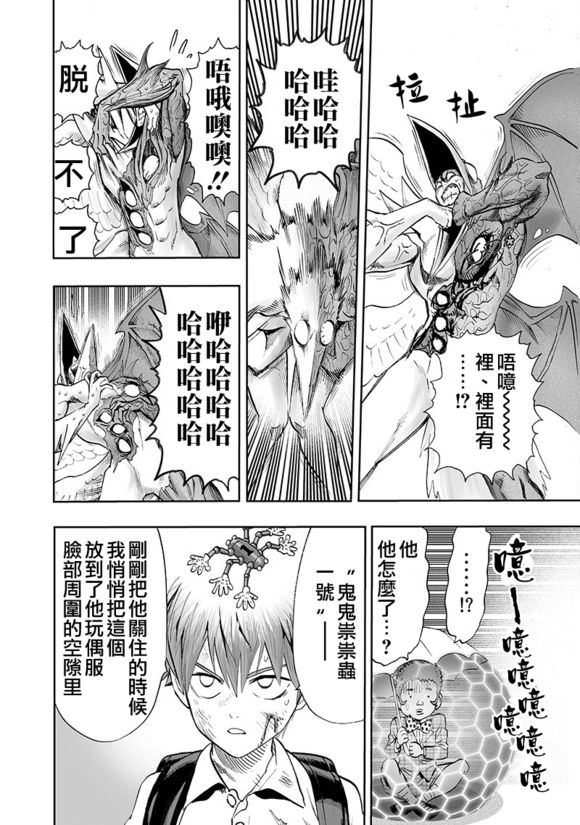 拉
扯
唔噫~~~~~
裡、裡面有
……!?
哇哈哈
哈哈哈
唔哦噢噢!!
脱
不
了
咿哈哈哈哈
哈哈哈哈哈
噫ー噫噫噫噫噫噫
……!?
他
他怎麼了…?
“鬼鬼祟祟蟲
一號”──
剛剛把他關住的時候
我悄悄把這個
放到了他玩偶服
臉部周圍的空隙里